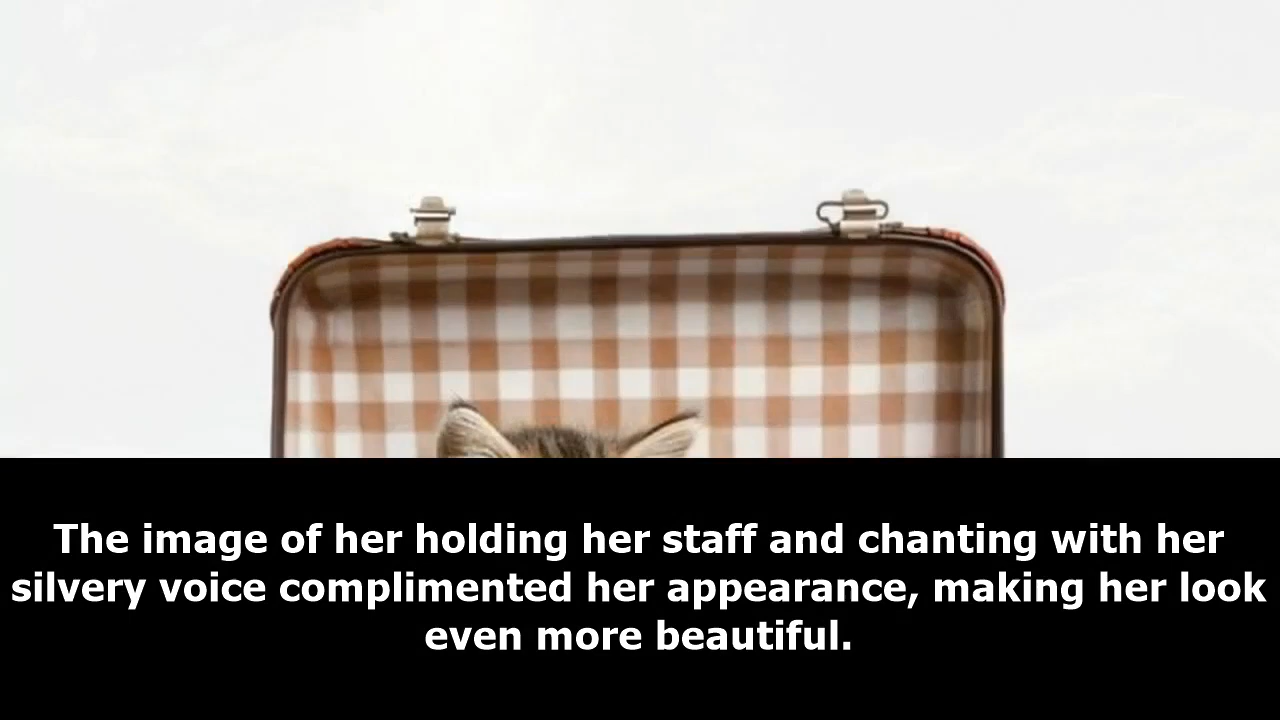 The image of her holding her staff and chanting with her
silvery voice complimented her appearance, making her look
even more beautiful.